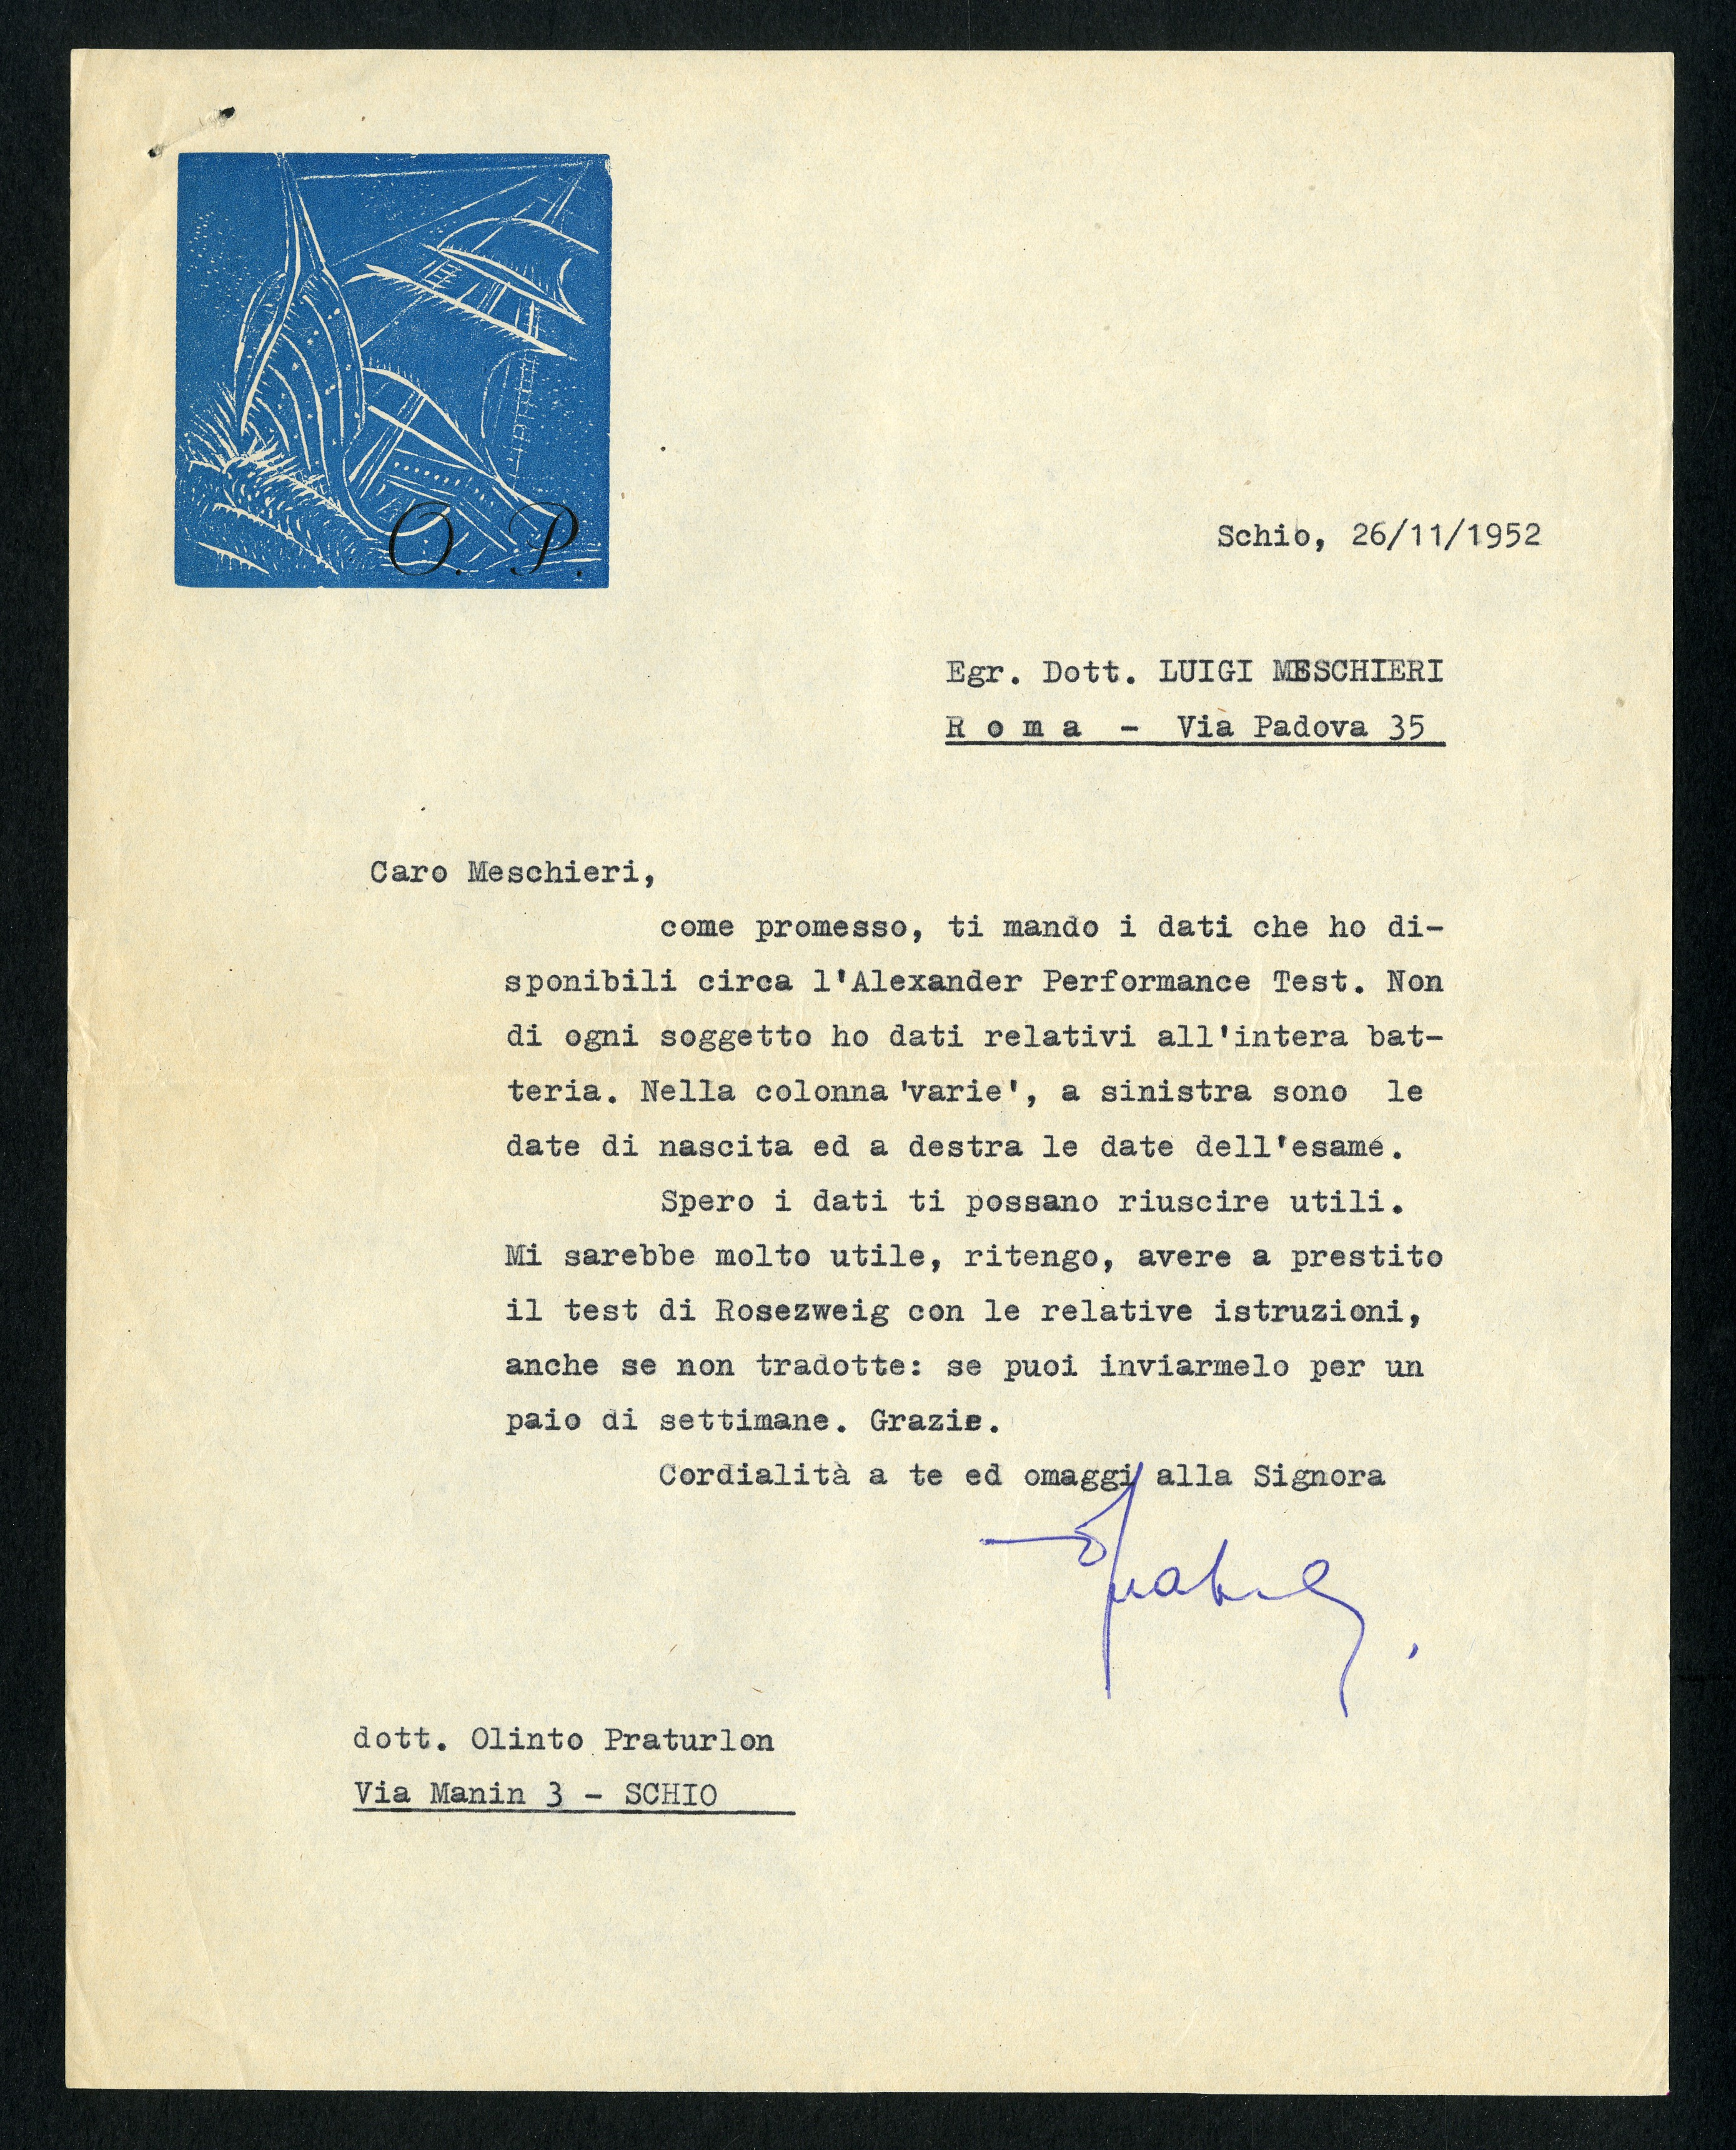 O. P.
Schio, 26/11/1952
Egr. Dott. LUIGI MESCHIERI
R o m a - Via Padova 35
Caro Meschieri,
come promesso, ti mando i dati che ho di-
sponibili circa l'Alexander Performance Test. Non
di ogni soggetto ho dati relativi all'intera bat-
teria. Nella colonna 'varie', a sinistra sono le
date di nascita ed a destra le date dell'esame.
Spero i dati ti possano riuscire utili.
Mi sarebbe molto utile, ritengo, avere a prestito
il test di Rosezweig con le relative istruzioni,
anche se non tradotte: se puoi inviarmelo per un
paio di settimane. Grazie.
Cordialità a te ed omaggi alla Signora
dott. Olinto Praturlon
Via Manin 3 - SCHIO